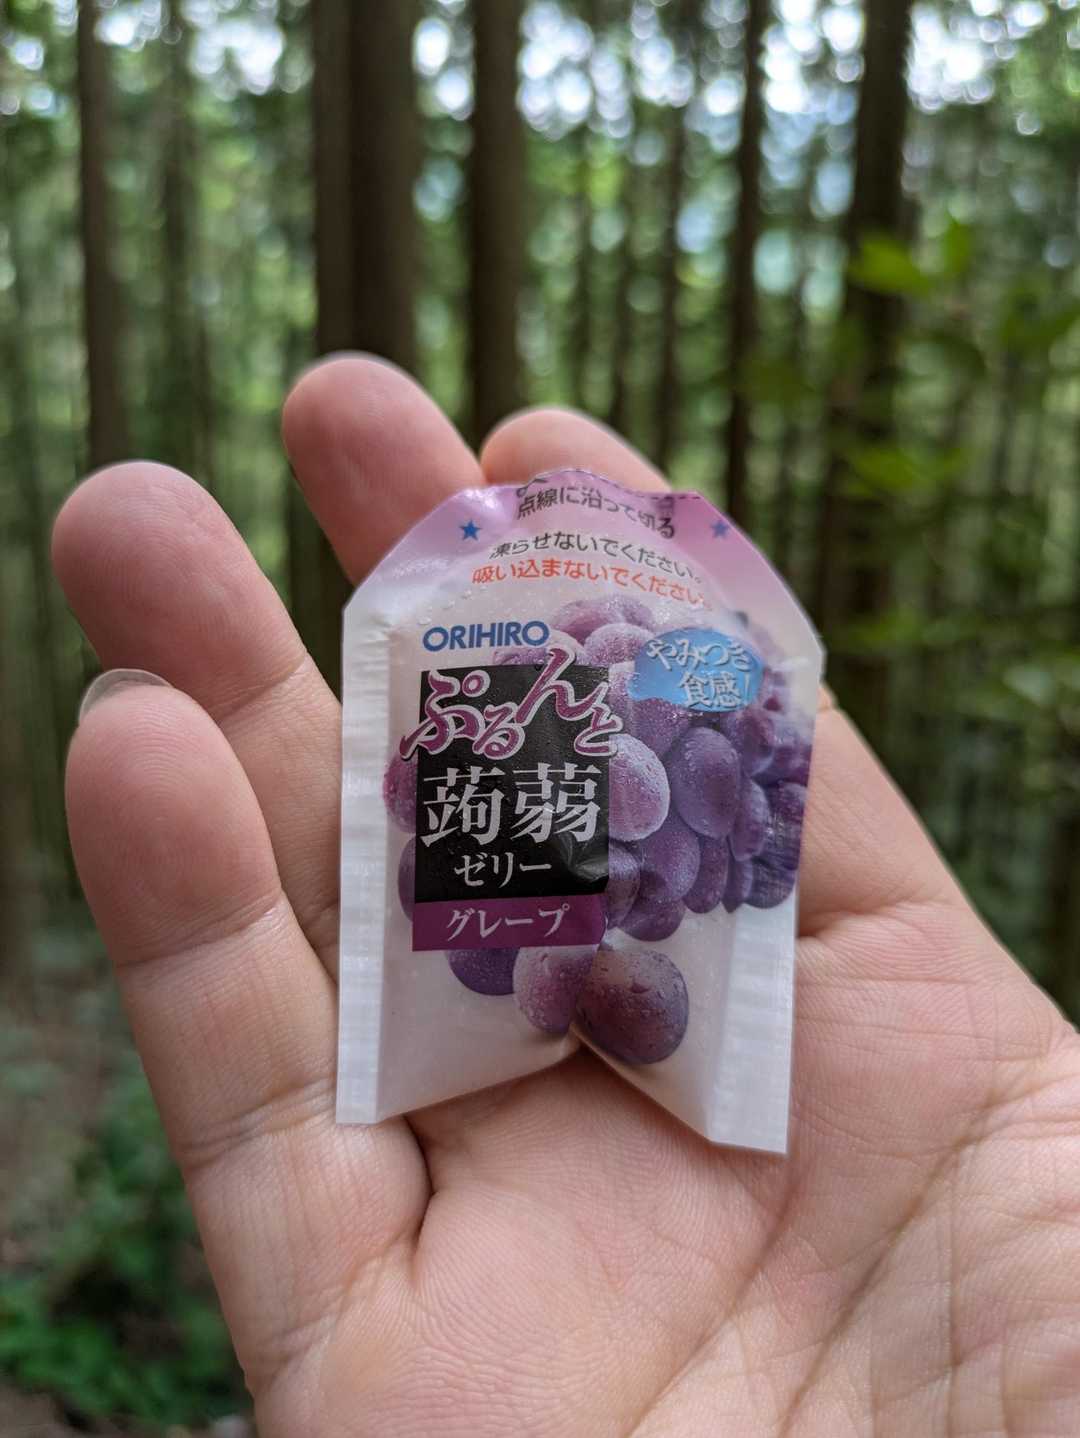 点線に沿って切る
凍らせないでください。
吸い込まないでください。
ORIHIRO
やみつき
食感!
ぷるんと
蒟蒻
ゼリー
グレープ